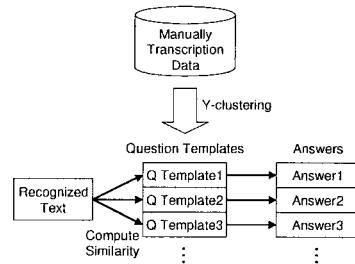 Manually
Transcription
Data
Y-clustering
Question Templates
Answers
Recognized
Text
Q Template1
Answer1
Q Template2
Answer2
Q Template3
Answer3
Compute
Similarity